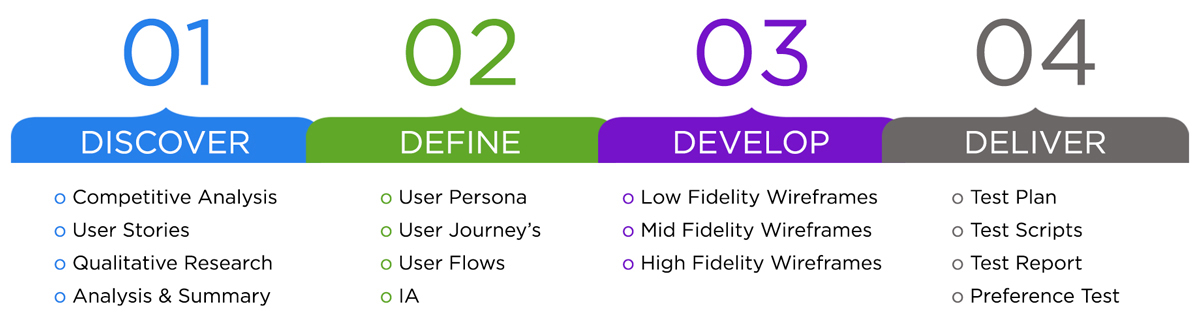 01
DISCOVER
o Competitive Analysis
o User Stories
o Qualitative Research
o Analysis & Summary
02
DEFINE
o User Persona
o User Journey's
o User Flows
o IA
03
DEVELOP
o Low Fidelity Wireframes
o Mid Fidelity Wireframes
o High Fidelity Wireframes
04
DELIVER
o Test Plan
o Test Scripts
o Test Report
o Preference Test